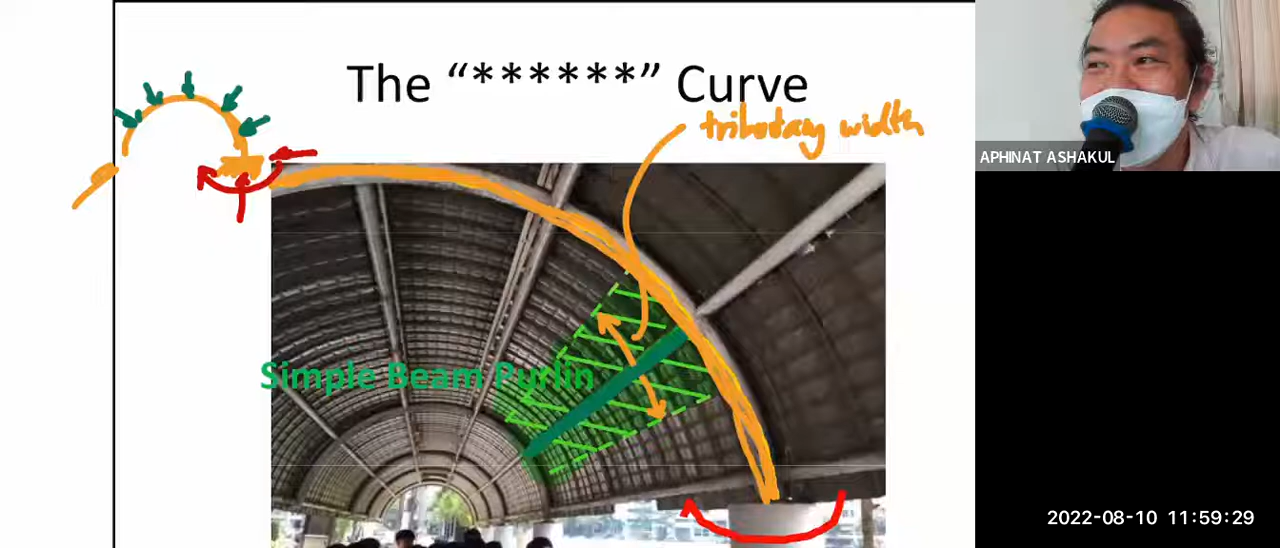 The “******” Curve
tributary width
APHINAT ASHAKUL
Simple Beam Purlin
2022-08-10 11:59:29